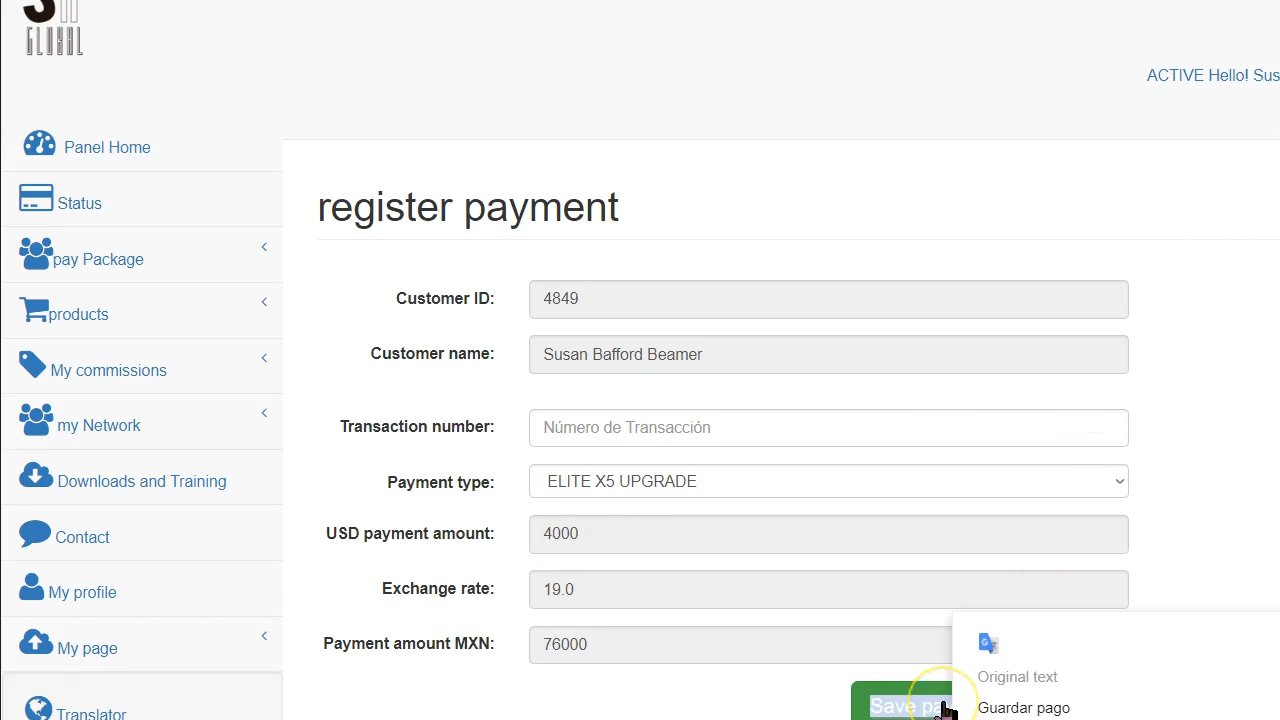 GLOBAL
ACTIVE Hello! Sus
Panel Home
Status
pay Package
products
My commissions
my Network
Downloads and Training
Contact
My profile
My page
Translator
register payment
Customer ID: 4849
Customer name: Susan Bafford Beamer
Transaction number: Número de Transacción
Payment type: ELITE X5 UPGRADE
USD payment amount: 4000
Exchange rate: 19.0
Payment amount MXN: 76000
Save pa
Original text
Guardar pago